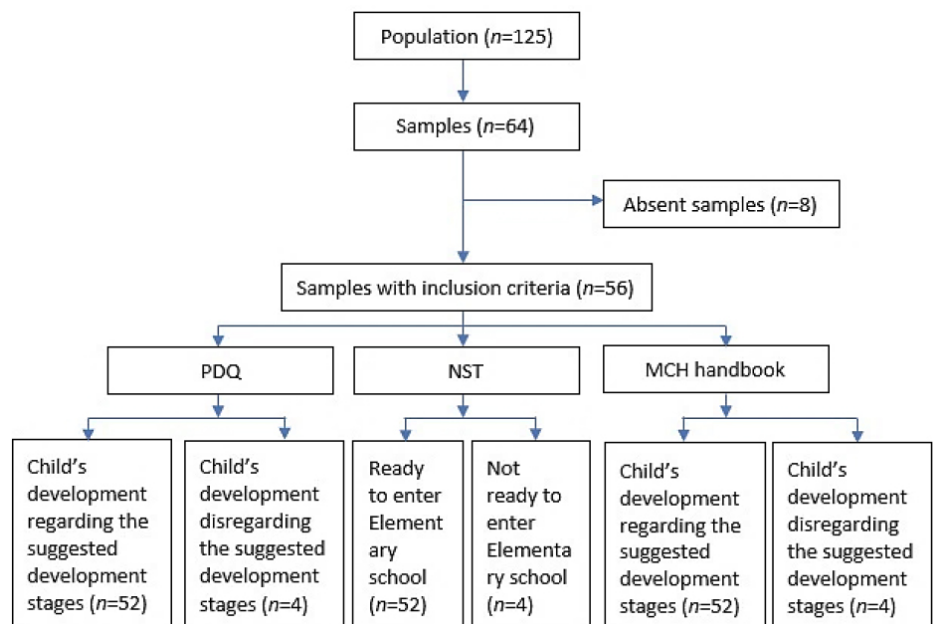 Population (n=125)
Samples (n=64)
Absent samples (n=8)
Samples with inclusion criteria (n=56)
PDQ
NST
MCH handbook
Child's
development
regarding the
suggested
development
stages (n=52)
Child's
development
disregarding
the suggested
development
stages (n=4)
Ready
to enter
Element
ary
school
(n=52)
Not
ready to
enter
Elementa
ry school
(n=4)
Child's
development
regarding the
suggested
development
stages (n=52)
Child's
development
disregarding
the suggested
development
stages (n=4)